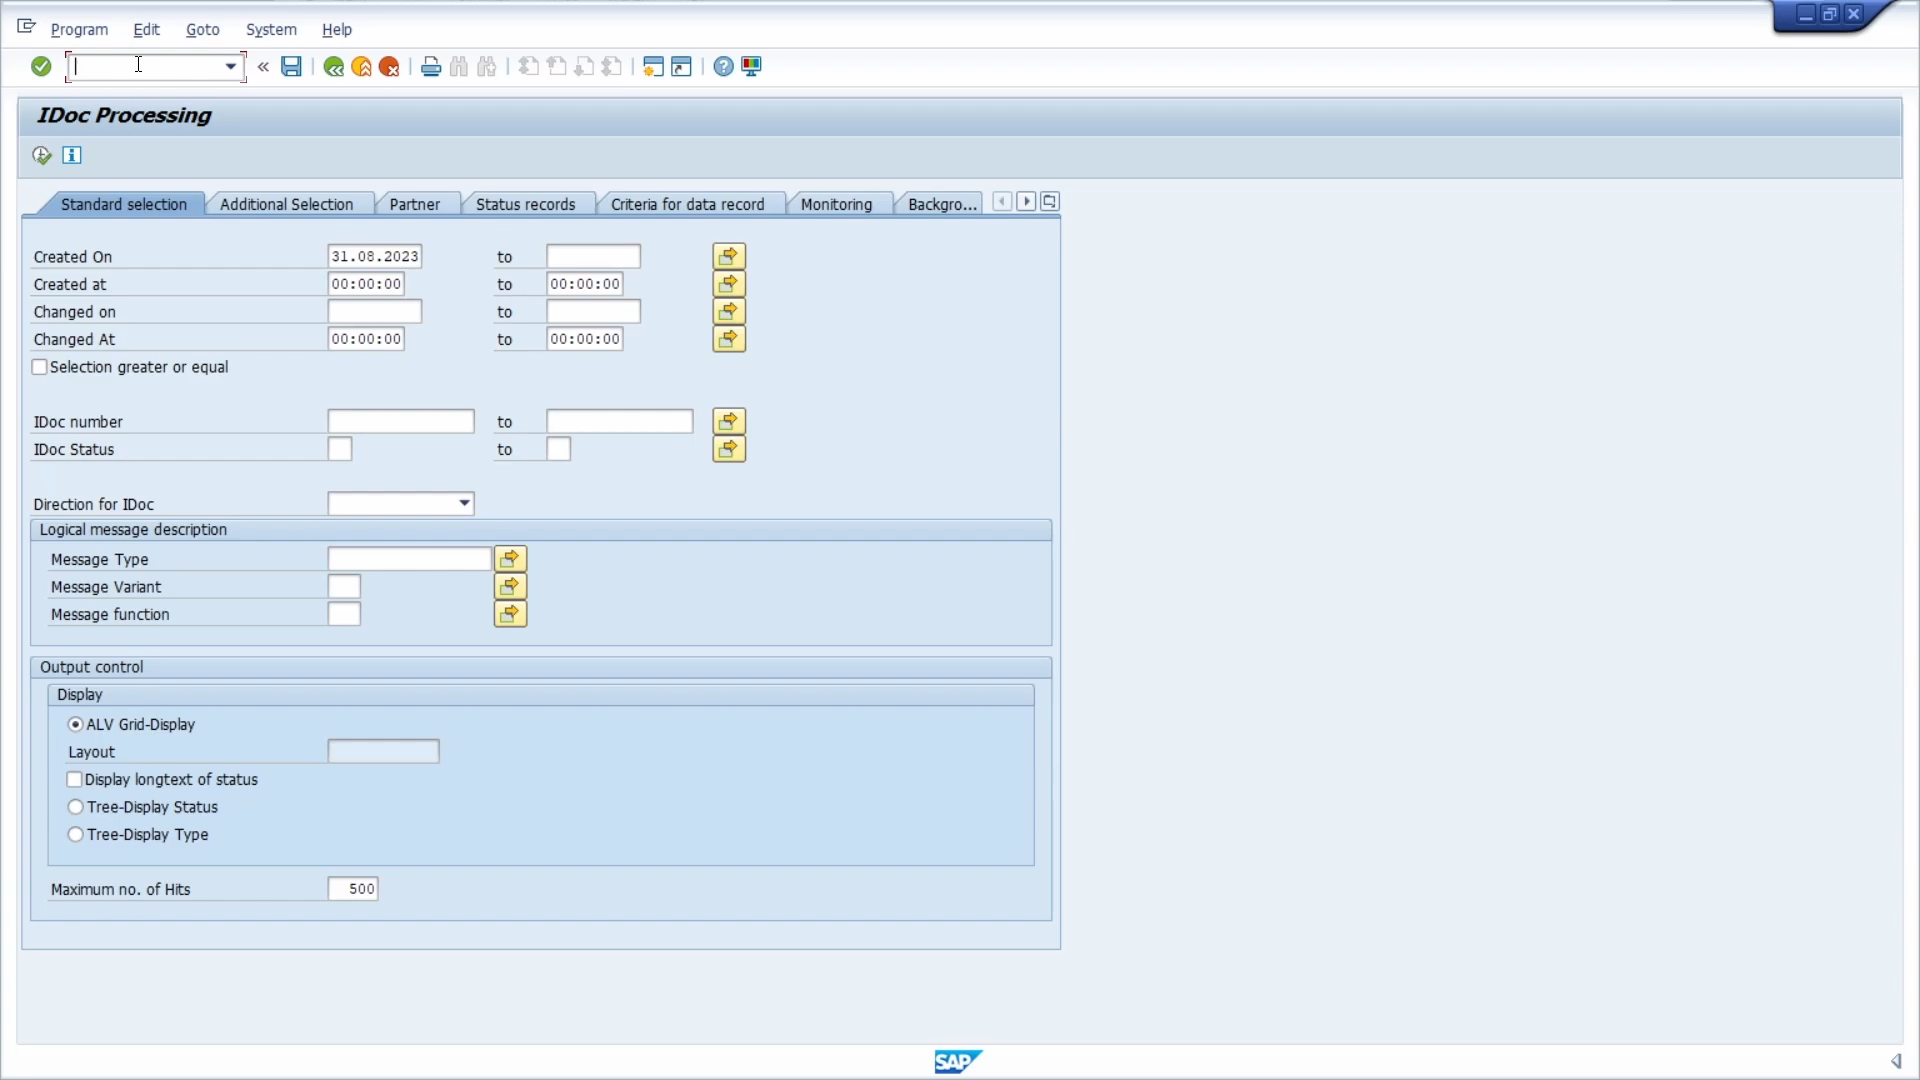 Program Edit Goto System Help
IDoc Processing
Standard selection Additional Selection Partner Status records Criteria for data record Monitoring Backgro...
Created On 31.08.2023 to
Created at 00:00:00 to 00:00:00
Changed on to
Changed At 00:00:00 to 00:00:00
Selection greater or equal
IDoc number to
IDoc Status to
Direction for IDoc
Logical message description
Message Type
Message Variant
Message function
Output control
Display
ALV Grid-Display
Layout
Display longtext of status
Tree-Display Status
Tree-Display Type
Maximum no. of Hits 500
SAP